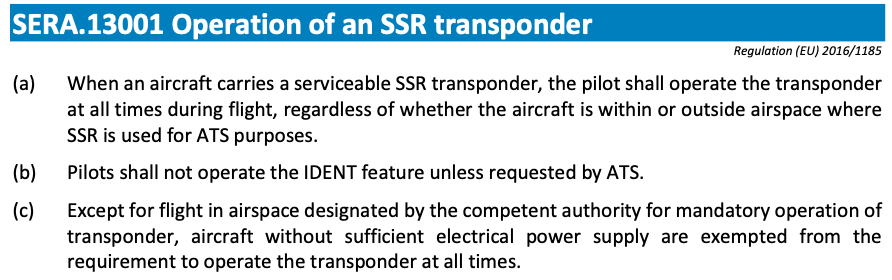 SERA.13001 Operation of an SSR transponder
Regulation (EU) 2016/1185
(a) When an aircraft carries a serviceable SSR transponder, the pilot shall operate the transponder
at all times during flight, regardless of whether the aircraft is within or outside airspace where
SSR is used for ATS purposes.
(b) Pilots shall not operate the IDENT feature unless requested by ATS.
(c) Except for flight in airspace designated by the competent authority for mandatory operation of
transponder, aircraft without sufficient electrical power supply are exempted from the
requirement to operate the transponder at all times.